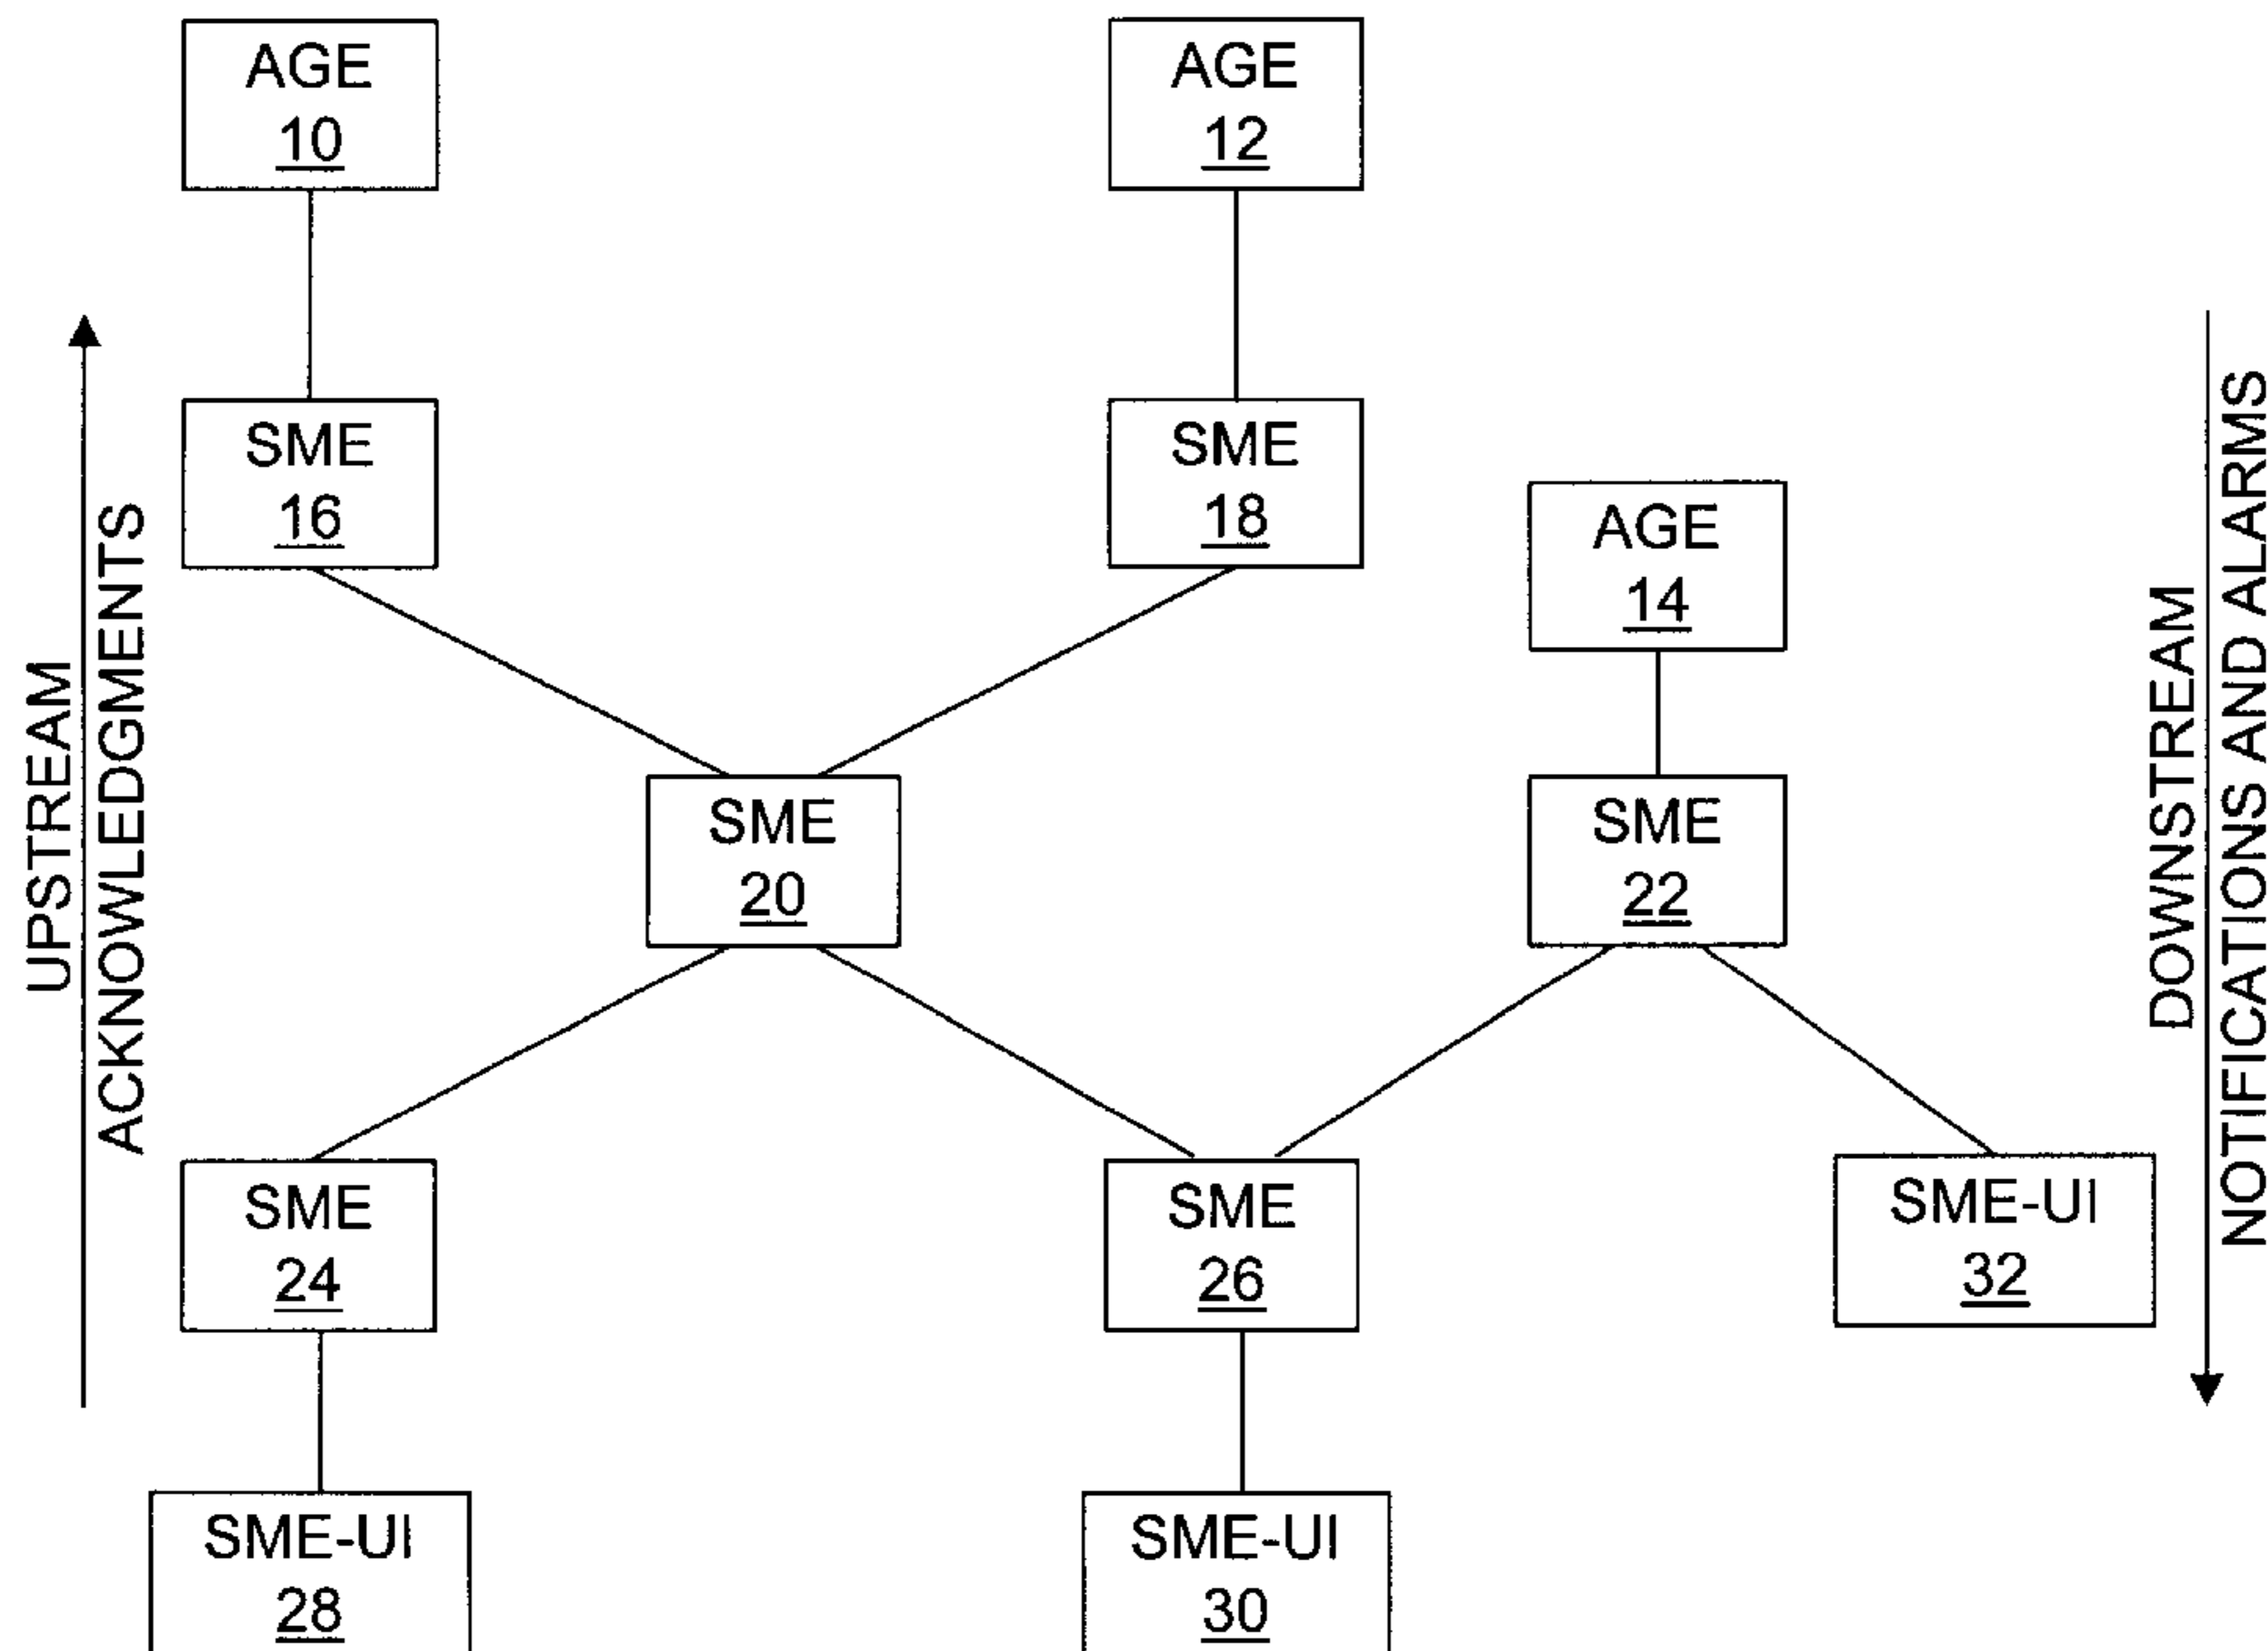 AGE
10
AGE
12
SME
16
SME
18
AGE
14
UPSTREAM
ACKNOWLEDGMENTS
DOWNSTREAM
NOTIFICATIONS AND ALARMS
SME
20
SME
22
SME
24
SME
26
SME-UI
32
SME-UI
28
SME-UI
30